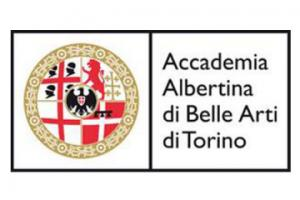 Accademia
Albertina
di Belle Arti
di Torino